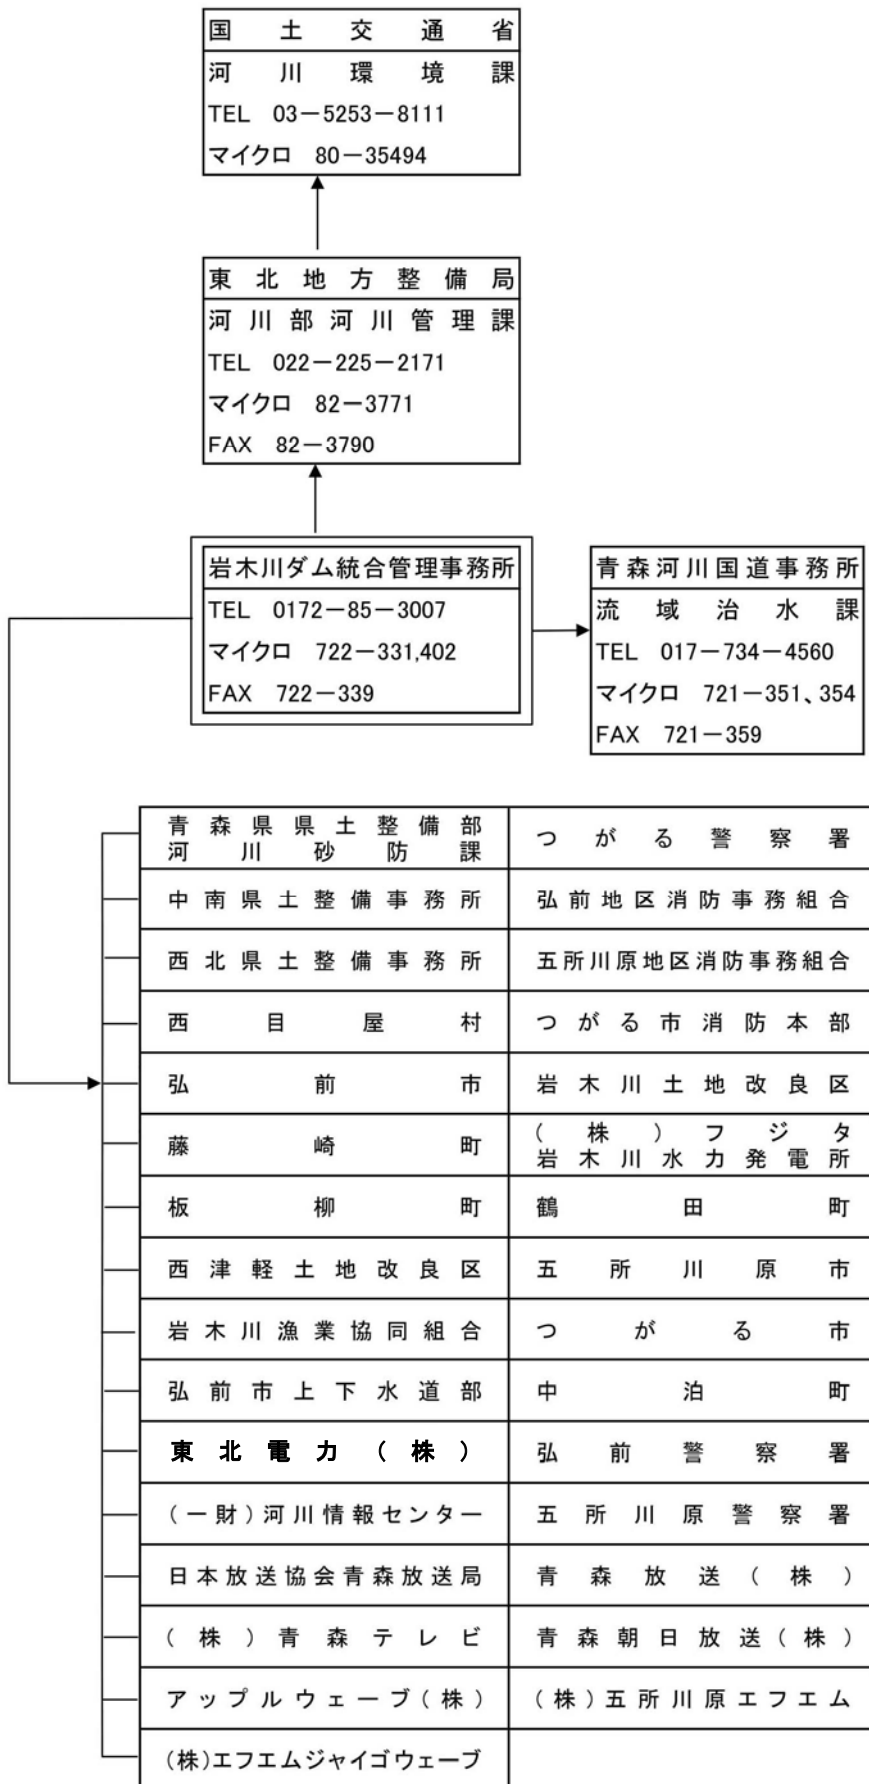 国土交通省
河川環境課
TEL 03－5253－8111
マイクロ 80－35494
東北地方整備局
河川部河川管理課
TEL 022－225－2171
マイクロ 82－3771
FAX 82－3790
岩木川ダム統合管理事務所
TEL 0172－85－3007
マイクロ 722－331,402
FAX 722－339
青森河川国道事務所
流域治水課
TEL 017－734－4560
マイクロ 721－351、354
FAX 721－359
青森県県土整備部
河川砂防課
つがる警察署
中南県土整備事務所
弘前地区消防事務組合
西北県土整備事務所
五所川原地区消防事務組合
西目屋村
つがる市消防本部
弘前市
岩木川土地改良区
藤崎町
(株)フジタ
岩木川水力発電所
板柳町
鶴田町
西津軽土地改良区
五所川原市
岩木川漁業協同組合
つがる市
弘前市上下水道部
中泊町
東北電力(株)
弘前警察署
(一財)河川情報センター
五所川原警察署
日本放送協会青森放送局
青森放送(株)
(株)青森テレビ
青森朝日放送(株)
アップルウェーブ(株)
(株)五所川原エフエム
(株)エフエムジャイゴウェーブ